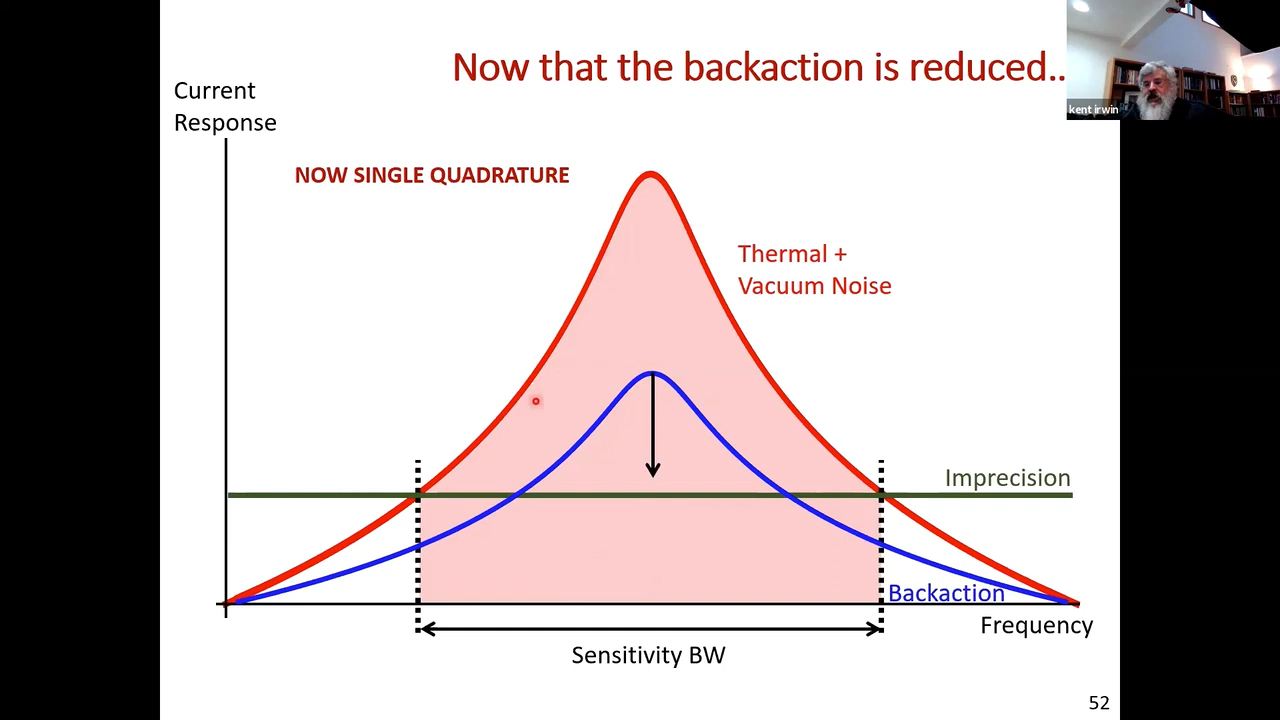 Now that the backaction is reduced..
kent irwin
Current
Response
NOW SINGLE QUADRATURE
Thermal +
Vacuum Noise
Imprecision
Backaction
Frequency
Sensitivity BW
52